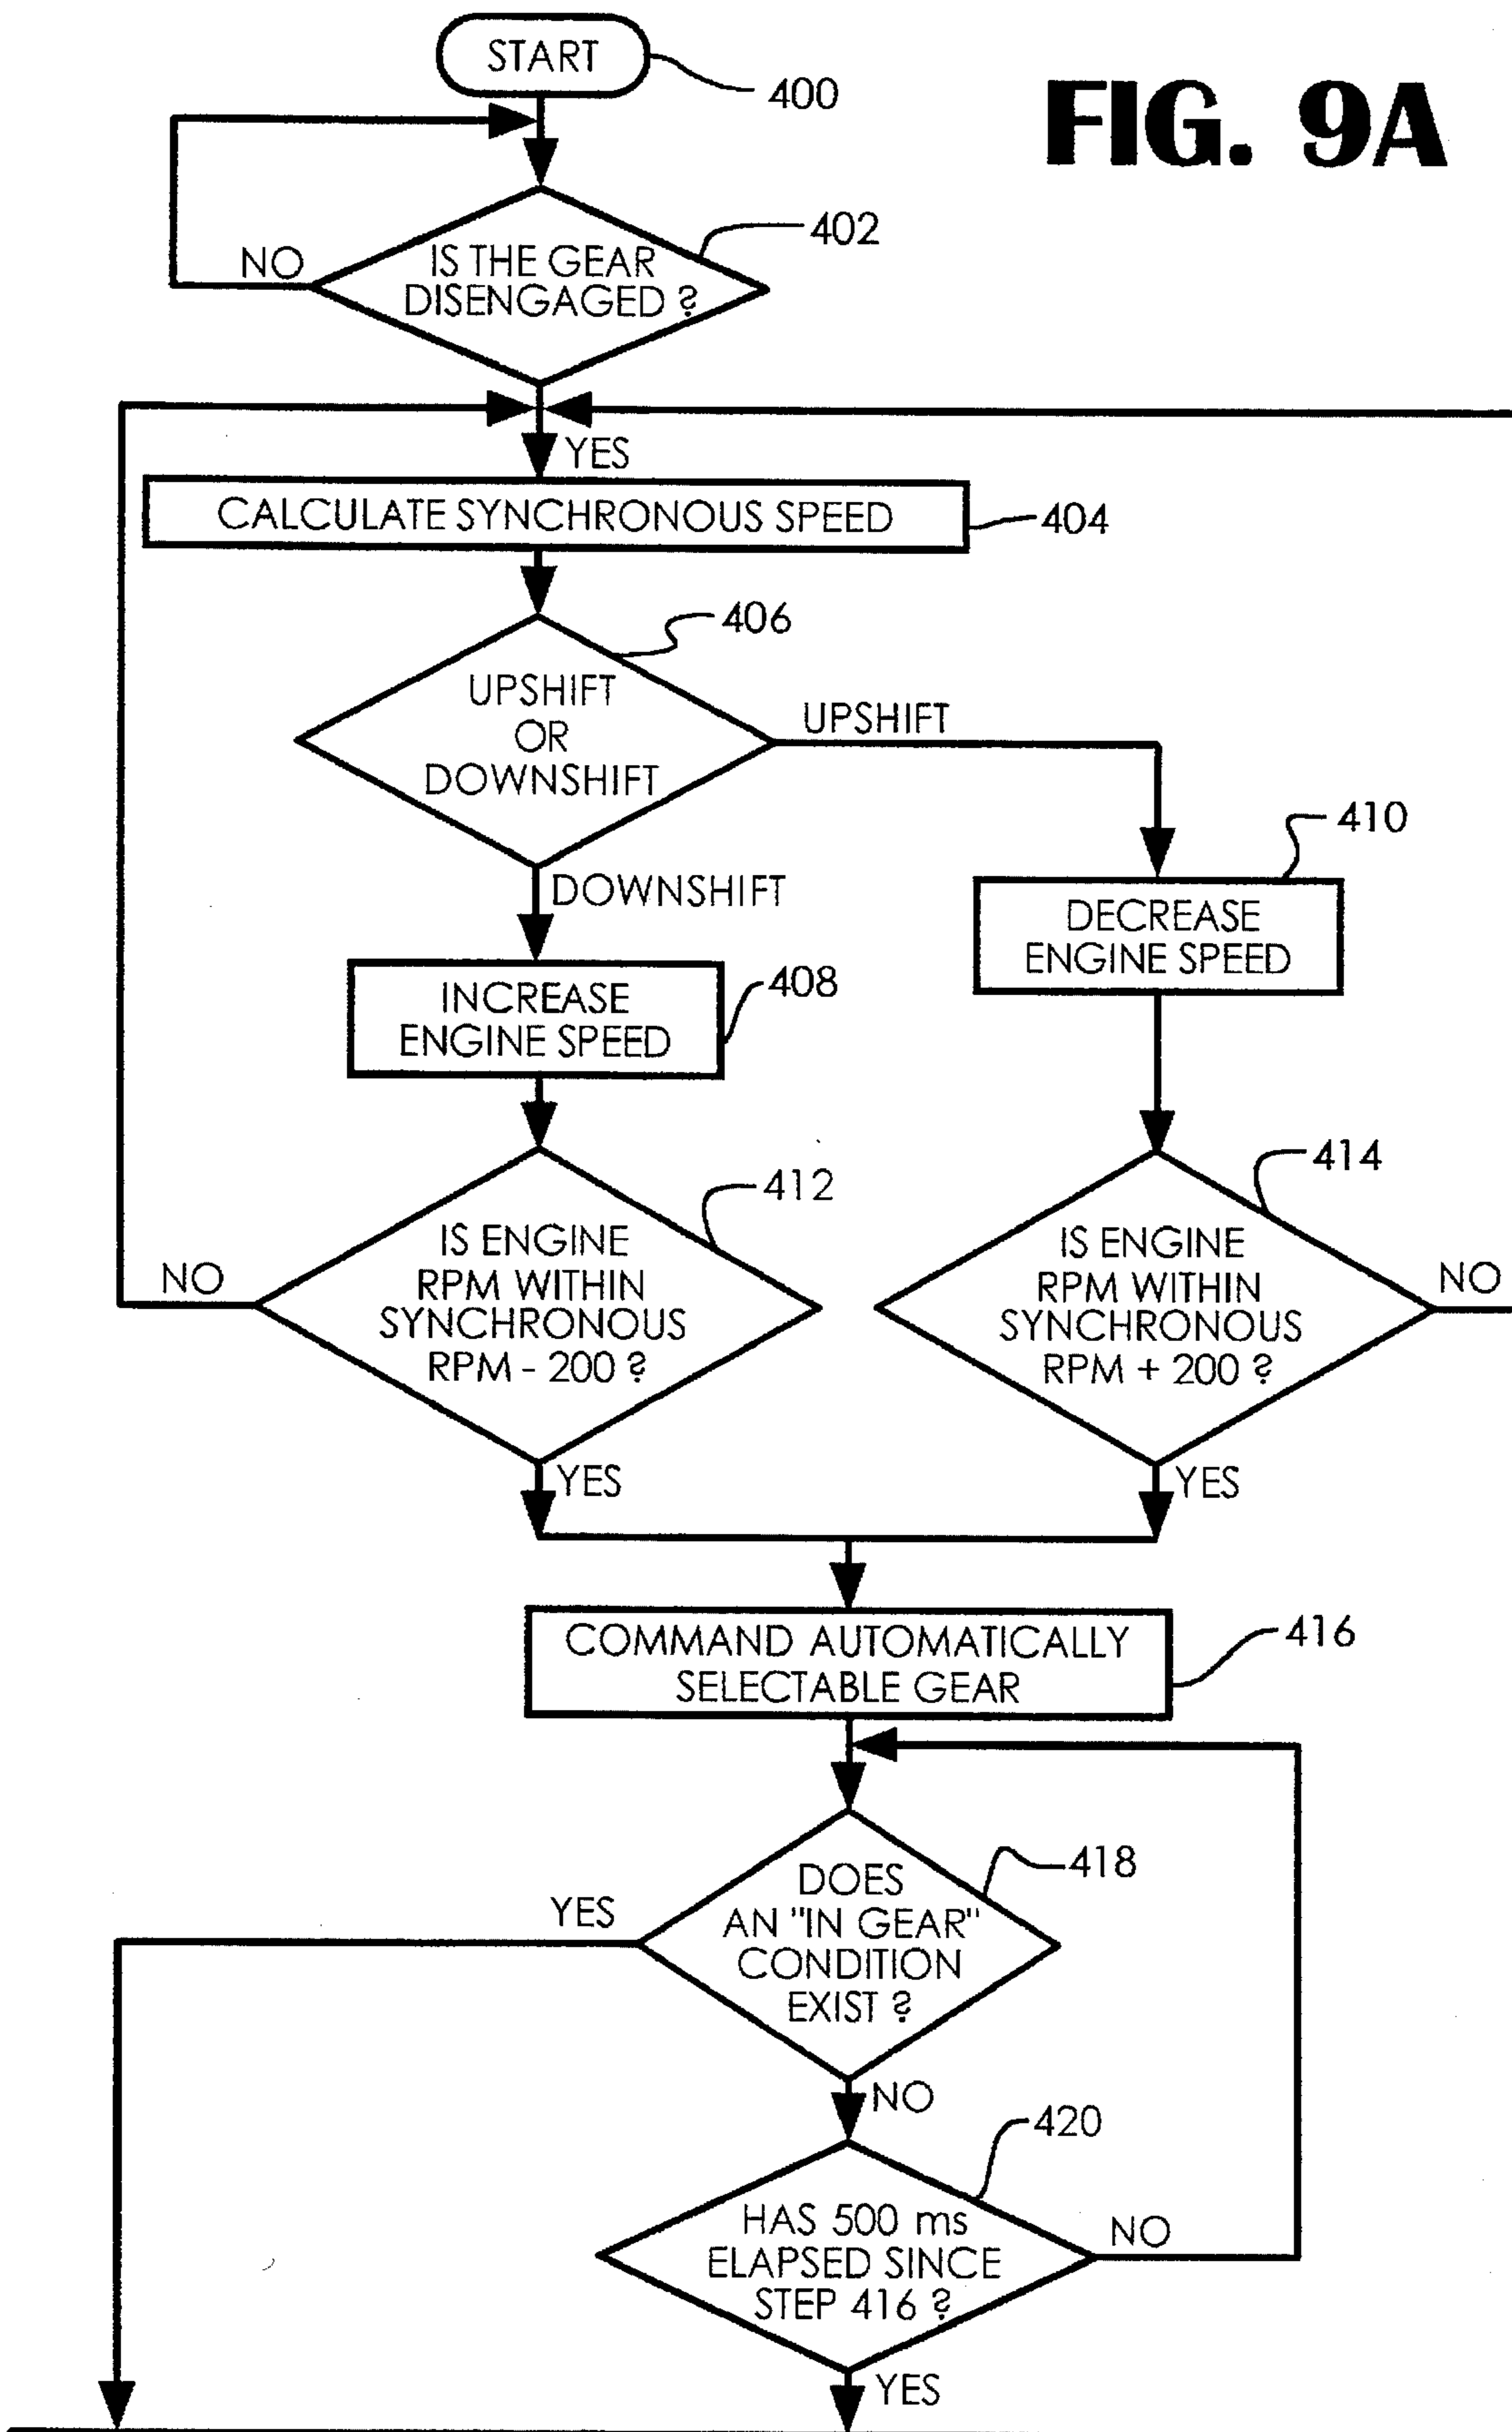 START
400
FIG. 9A
402
NO
IS THE GEAR
DISENGAGED ?
YES
CALCULATE SYNCHRONOUS SPEED
404
406
UPSHIFT
OR
DOWNSHIFT
UPSHIFT
410
DOWNSHIFT
DECREASE
ENGINE SPEED
INCREASE
ENGINE SPEED
408
412
414
NO
IS ENGINE
RPM WITHIN
SYNCHRONOUS
RPM - 200 ?
IS ENGINE
RPM WITHIN
SYNCHRONOUS
RPM + 200 ?
NO
YES
YES
COMMAND AUTOMATICALLY
SELECTABLE GEAR
416
418
YES
DOES
AN "IN GEAR"
CONDITION
EXIST ?
NO
420
HAS 500 ms
ELAPSED SINCE
STEP 416 ?
NO
YES